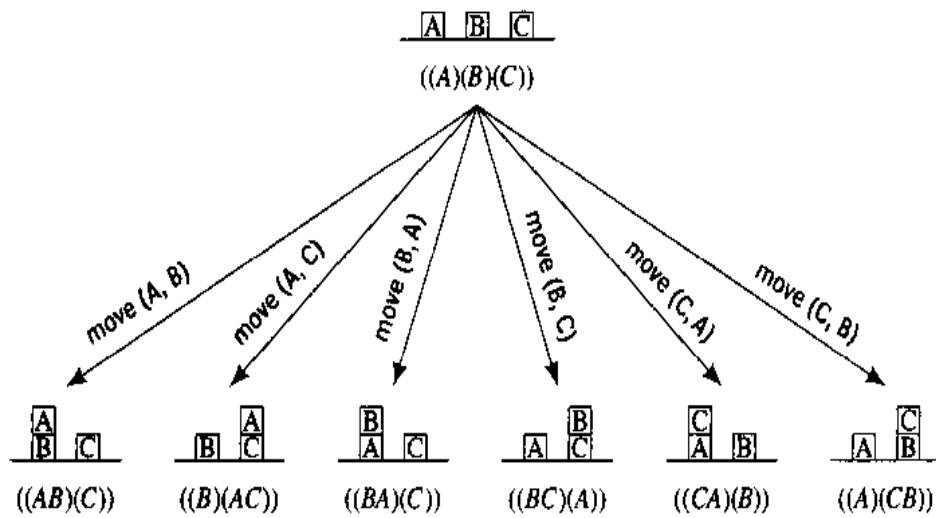 A B C
((A)(B)(C))
move (A, B)
move (A, C)
move (B, A)
move (B, C)
move (C, A)
move (C, B)
A B C
B A C
B A C
A B C
C A B
A C B
((AB)(C))
((B)(AC))
((BA)(C))
((BC)(A))
((CA)(B))
((A)(CB))